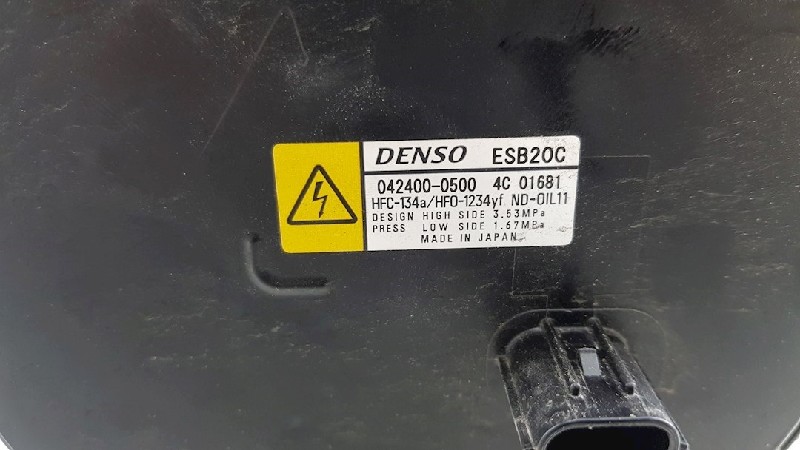 DENSO ESB20C
042400-0500 4C 01681
HFC-134a/HFO-1234yf ND-OIL11
DESIGN HIGH SIDE 3.53MPa
PRESS LOW SIDE 1.67MPa
MADE IN JAPAN